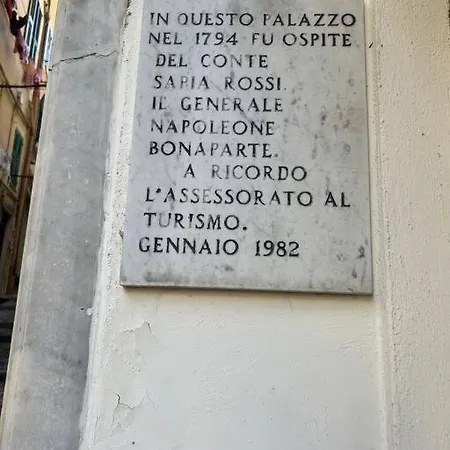 IN QUESTO PALAZZO
NEL 1794 FU OSPITE
DEL CONTE
SAPIA ROSSI.
IL GENERALE
NAPOLEONE
BONAPARTE.
A RICORDO
L'ASSESSORATO AL
TURISMO.
GENNAIO 1982